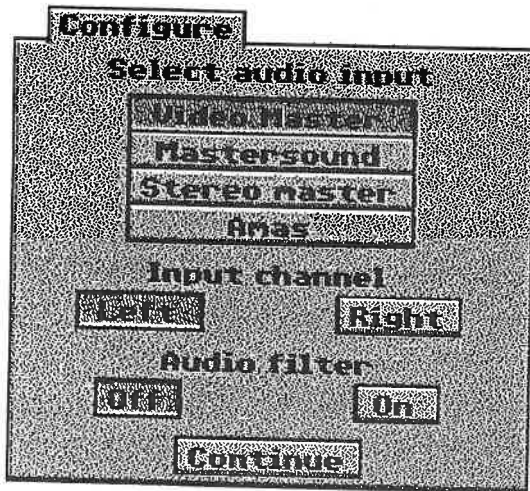 Configure
Select audio input
Video Master
Mastersound
Stereo master
Amas
Input channel
Left Right
Audio filter
Off On
Continue